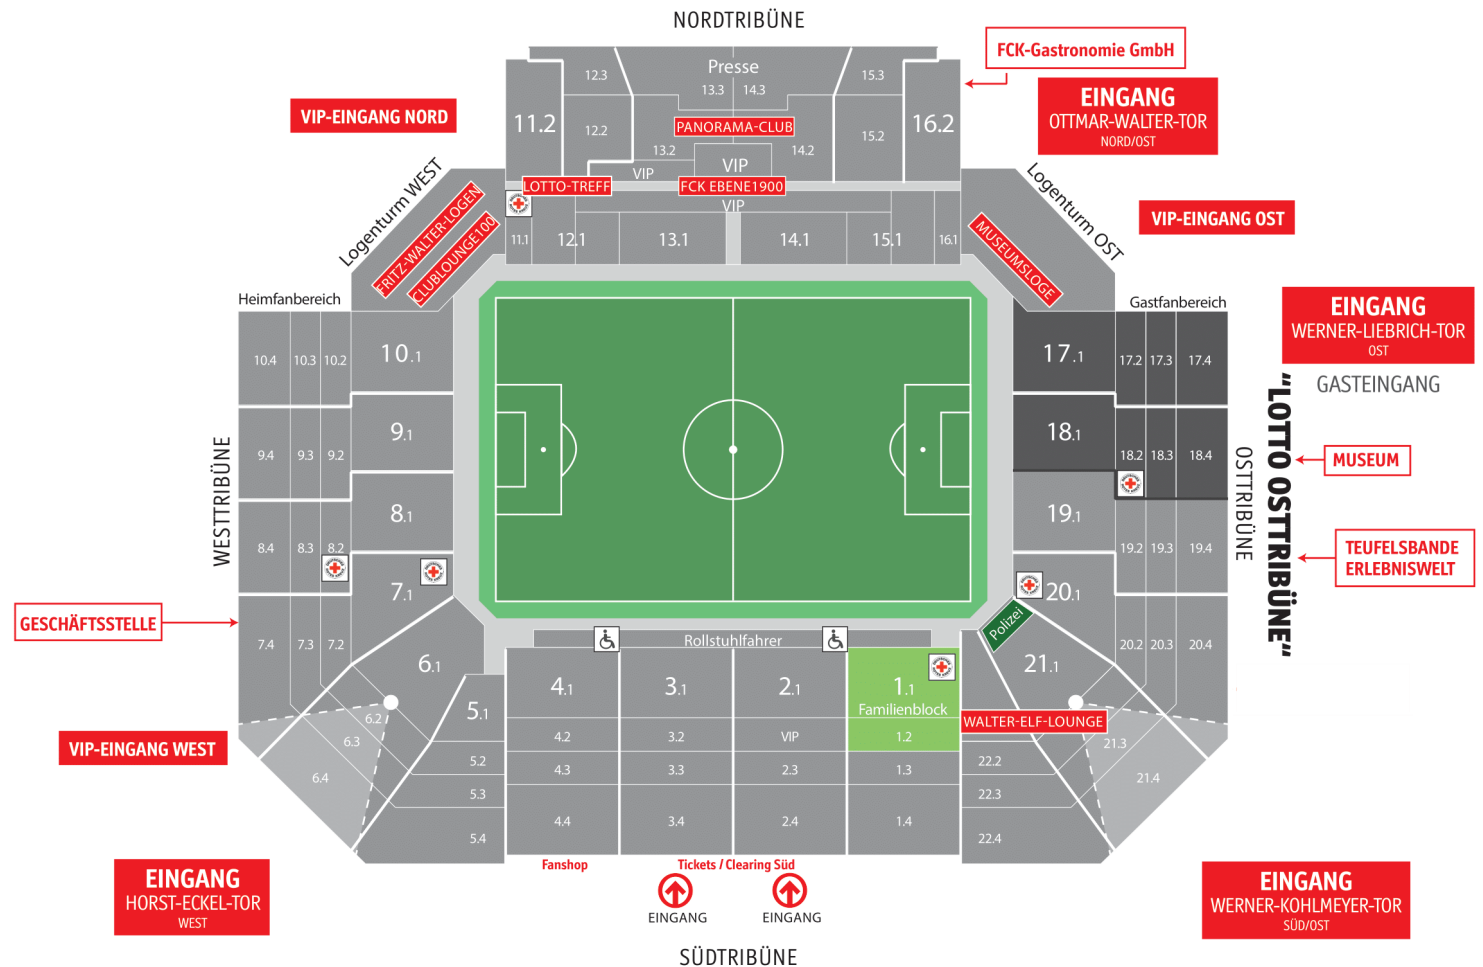 NORDTRIBÜNE
FCK-Gastronomie GmbH
EINGANG
OTTMAR-WALTER-TOR
NORD/OST
VIP-EINGANG NORD
VIP-EINGANG OST
Logenturm WEST
Logenturm OST
FRITZ-WALTER-LOGEN
CLUBLOUNGE100
MUSEUMSLOGE
Presse
12.3
13.3
14.3
15.3
11.2
12.2
PANORAMA-CLUB
15.2
16.2
13.2
14.2
VIP
VIP
LOTTO-TREFF
FCK EBENE1900
VIP
11.1
12.1
13.1
14.1
15.1
16.1
Heimfanbereich
Gastfanbereich
EINGANG
WERNER-LIEBRICH-TOR
OST
GASTEINGANG
10.4
10.3
10.2
10.1
17.1
17.2
17.3
17.4
9.4
9.3
9.2
9.1
18.1
18.2
18.3
18.4
WESTTRIBÜNE
OSTTRIBÜNE
"LOTTO OSTTRIBÜNE"
MUSEUM
8.4
8.3
8.2
8.1
19.1
19.2
19.3
19.4
TEUFELSBANDE
ERLEBNISWELT
GESCHÄFTSSTELLE
7.4
7.3
7.2
7.1
20.1
20.2
20.3
20.4
Polizei
Rollstuhlfahrer
6.1
6.2
6.3
6.4
21.1
21.3
21.4
5.1
5.2
5.3
5.4
4.1
3.1
2.1
1.1
Familienblock
4.2
3.2
VIP
1.2
4.3
3.3
2.3
1.3
4.4
3.4
2.4
1.4
WALTER-ELF-LOUNGE
22.2
22.3
22.4
VIP-EINGANG WEST
EINGANG
HORST-ECKEL-TOR
WEST
Fanshop
Tickets / Clearing Süd
EINGANG
EINGANG
EINGANG
WERNER-KOHLMEYER-TOR
SÜD/OST
SÜDTRIBÜNE